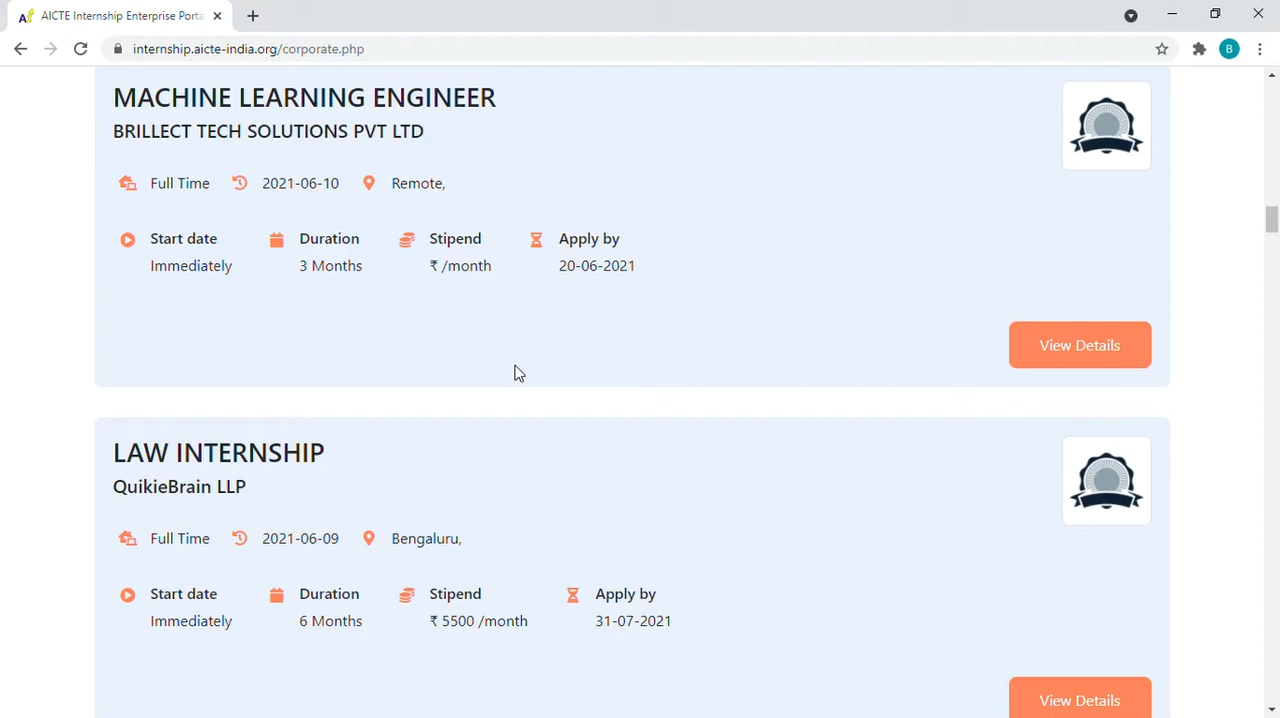 AICTE Internship Enterprise Porta
internship.aicte-india.org/corporate.php
B
MACHINE LEARNING ENGINEER
BRILLECT TECH SOLUTIONS PVT LTD
Full Time 2021-06-10 Remote,
Start date Duration Stipend Apply by
Immediately 3 Months ₹ /month 20-06-2021
View Details
LAW INTERNSHIP
QuikieBrain LLP
Full Time 2021-06-09 Bengaluru,
Start date Duration Stipend Apply by
Immediately 6 Months ₹ 5500 /month 31-07-2021
View Details